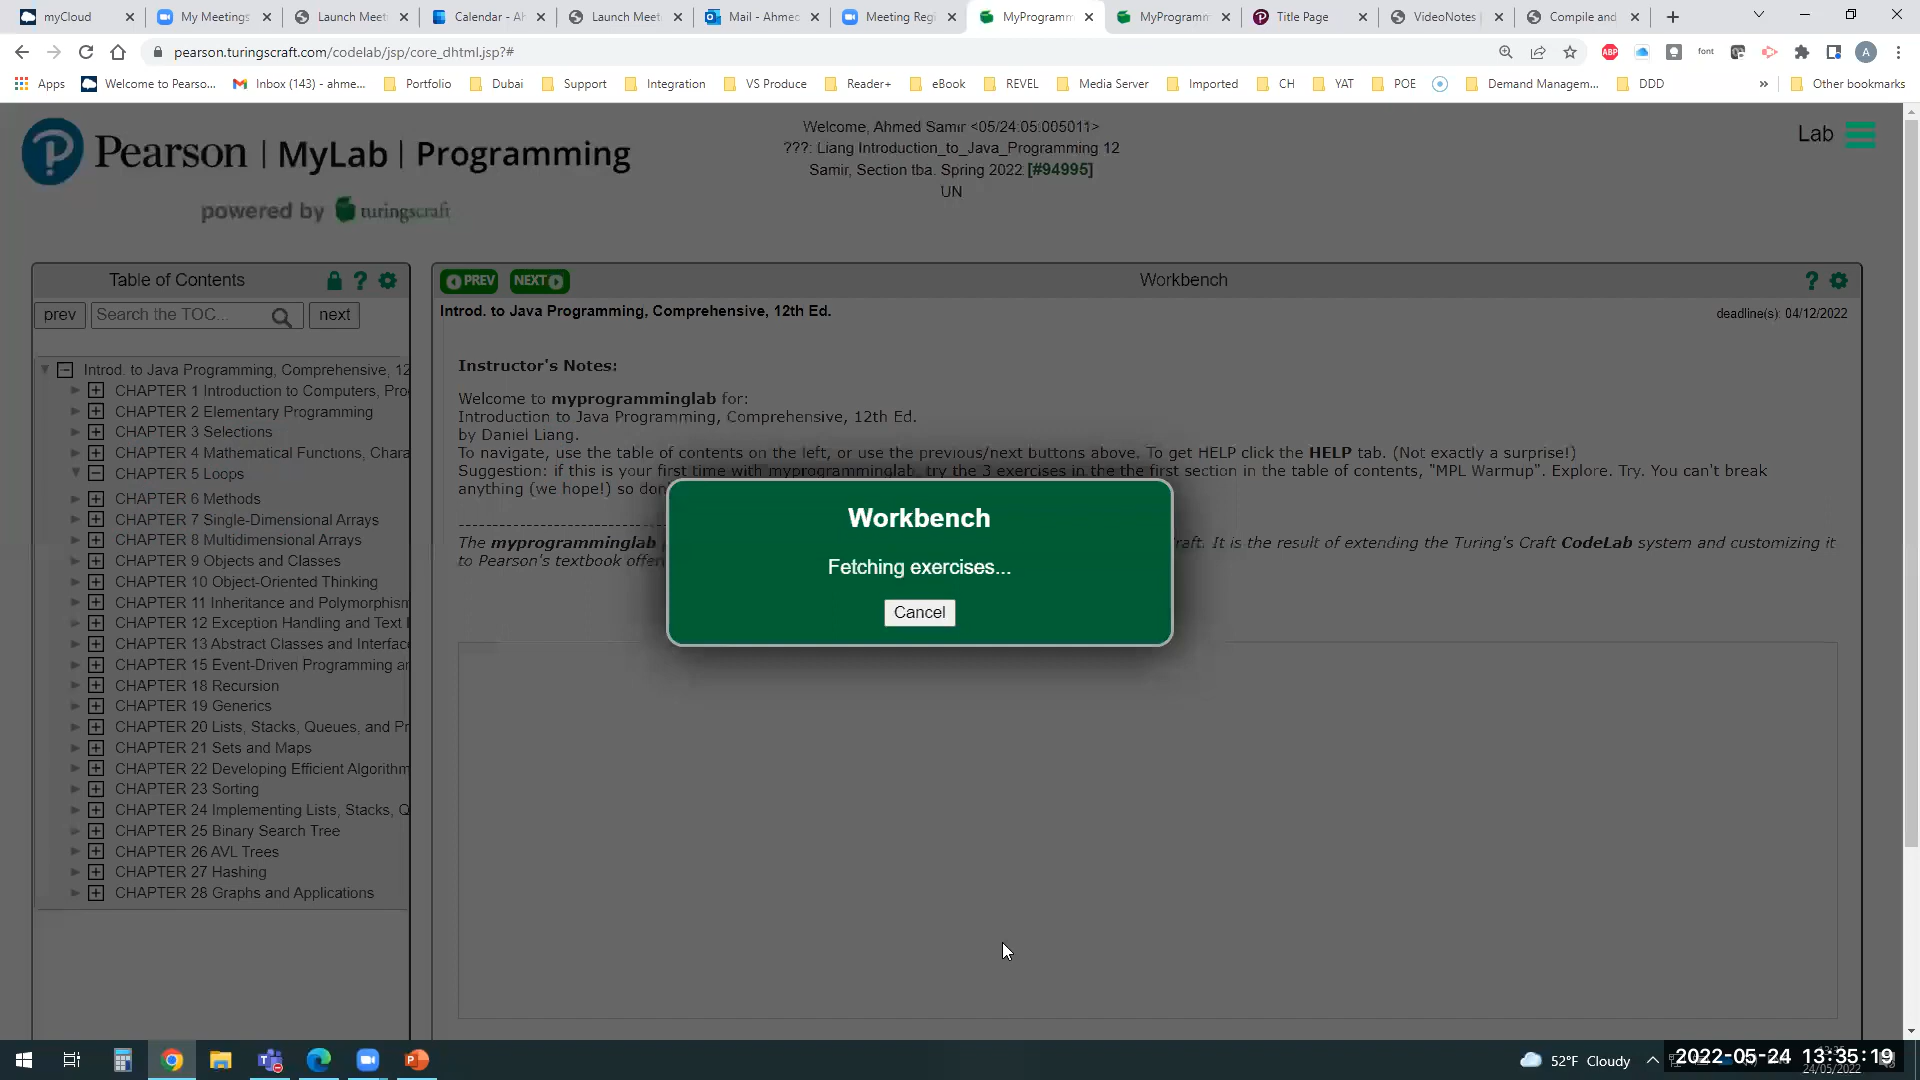 myCloud
My Meetings
Launch Meet
Calendar - Ah
Launch Meet
Mail - Ahmed
Meeting Regi
MyProgramm
MyProgramm
Title Page
VideoNotes
Compile and
pearson.turingscraft.com/codelab/jsp/core_dhtml.jsp?#
ABP
font
A
Apps
Welcome to Pearso...
Inbox (143) - ahme...
Portfolio
Dubai
Support
Integration
VS Produce
Reader+
eBook
REVEL
Media Server
Imported
CH
YAT
POE
Demand Managem...
DDD
»
Other bookmarks
Pearson | MyLab | Programming
powered by turingscraft
Welcome, Ahmed Samir <05/24:05:005011>
???: Liang Introduction_to_Java_Programming 12
Samir, Section tba. Spring 2022 [#94995]
UN
Lab
Table of Contents
?
prev
Search the TOC...
next
Introd. to Java Programming, Comprehensive, 12
CHAPTER 1 Introduction to Computers, Pro
CHAPTER 2 Elementary Programming
CHAPTER 3 Selections
CHAPTER 4 Mathematical Functions, Chara
CHAPTER 5 Loops
CHAPTER 6 Methods
CHAPTER 7 Single-Dimensional Arrays
CHAPTER 8 Multidimensional Arrays
CHAPTER 9 Objects and Classes
CHAPTER 10 Object-Oriented Thinking
CHAPTER 11 Inheritance and Polymorphism
CHAPTER 12 Exception Handling and Text I
CHAPTER 13 Abstract Classes and Interface
CHAPTER 15 Event-Driven Programming an
CHAPTER 18 Recursion
CHAPTER 19 Generics
CHAPTER 20 Lists, Stacks, Queues, and Pr
CHAPTER 21 Sets and Maps
CHAPTER 22 Developing Efficient Algorithm
CHAPTER 23 Sorting
CHAPTER 24 Implementing Lists, Stacks, Q
CHAPTER 25 Binary Search Tree
CHAPTER 26 AVL Trees
CHAPTER 27 Hashing
CHAPTER 28 Graphs and Applications
PREV
NEXT
Workbench
?
Introd. to Java Programming, Comprehensive, 12th Ed.
deadline(s): 04/12/2022
Instructor's Notes:
Welcome to myprogramminglab for:
Introduction to Java Programming, Comprehensive, 12th Ed.
by Daniel Liang.
To navigate, use the table of contents on the left, or use the previous/next buttons above. To get HELP click the HELP tab. (Not exactly a surprise!)
Suggestion: if this is your first time with myprogramminglab, try the 3 exercises in the the first section in the table of contents, "MPL Warmup". Explore. Try. You can't break
anything (we hope!) so don
The myprogramminglab
raft. It is the result of extending the Turing's Craft CodeLab system and customizing it
to Pearson's textbook offer
Workbench
Fetching exercises...
Cancel
52°F Cloudy
2022-05-24 13:35:19
24/05/2022